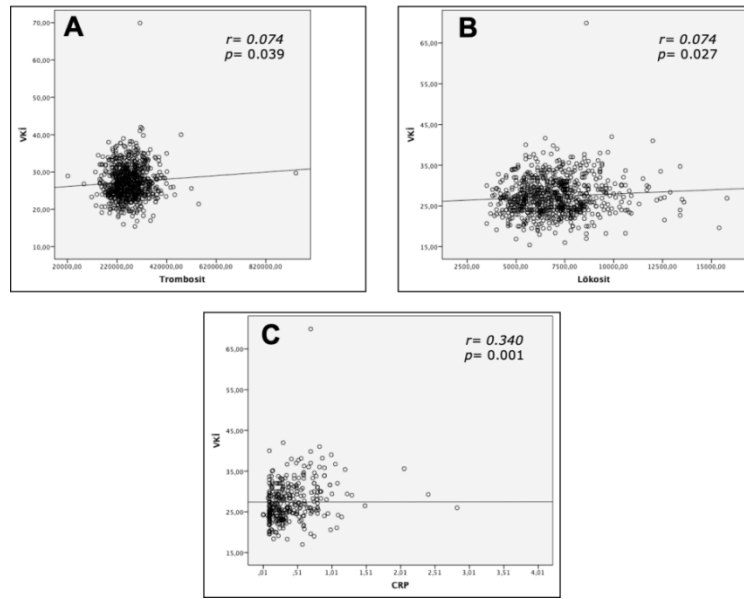 A
r= 0.074
p= 0.039
70,00
60,00
50,00
40,00
30,00
20,00
10,00
VKİ
20000,00 220000,00 420000,00 620000,00 820000,00
Trombosit
B
r= 0.074
p= 0.027
65,00
55,00
45,00
35,00
25,00
15,00
VKİ
2500,00 5000,00 7500,00 10000,00 12500,00 15000,00
Lökosit
C
r= 0.340
p= 0.001
65,00
55,00
45,00
35,00
25,00
15,00
VKİ
,01 ,51 1,01 1,51 2,01 2,51 3,01 3,51 4,01
CRP